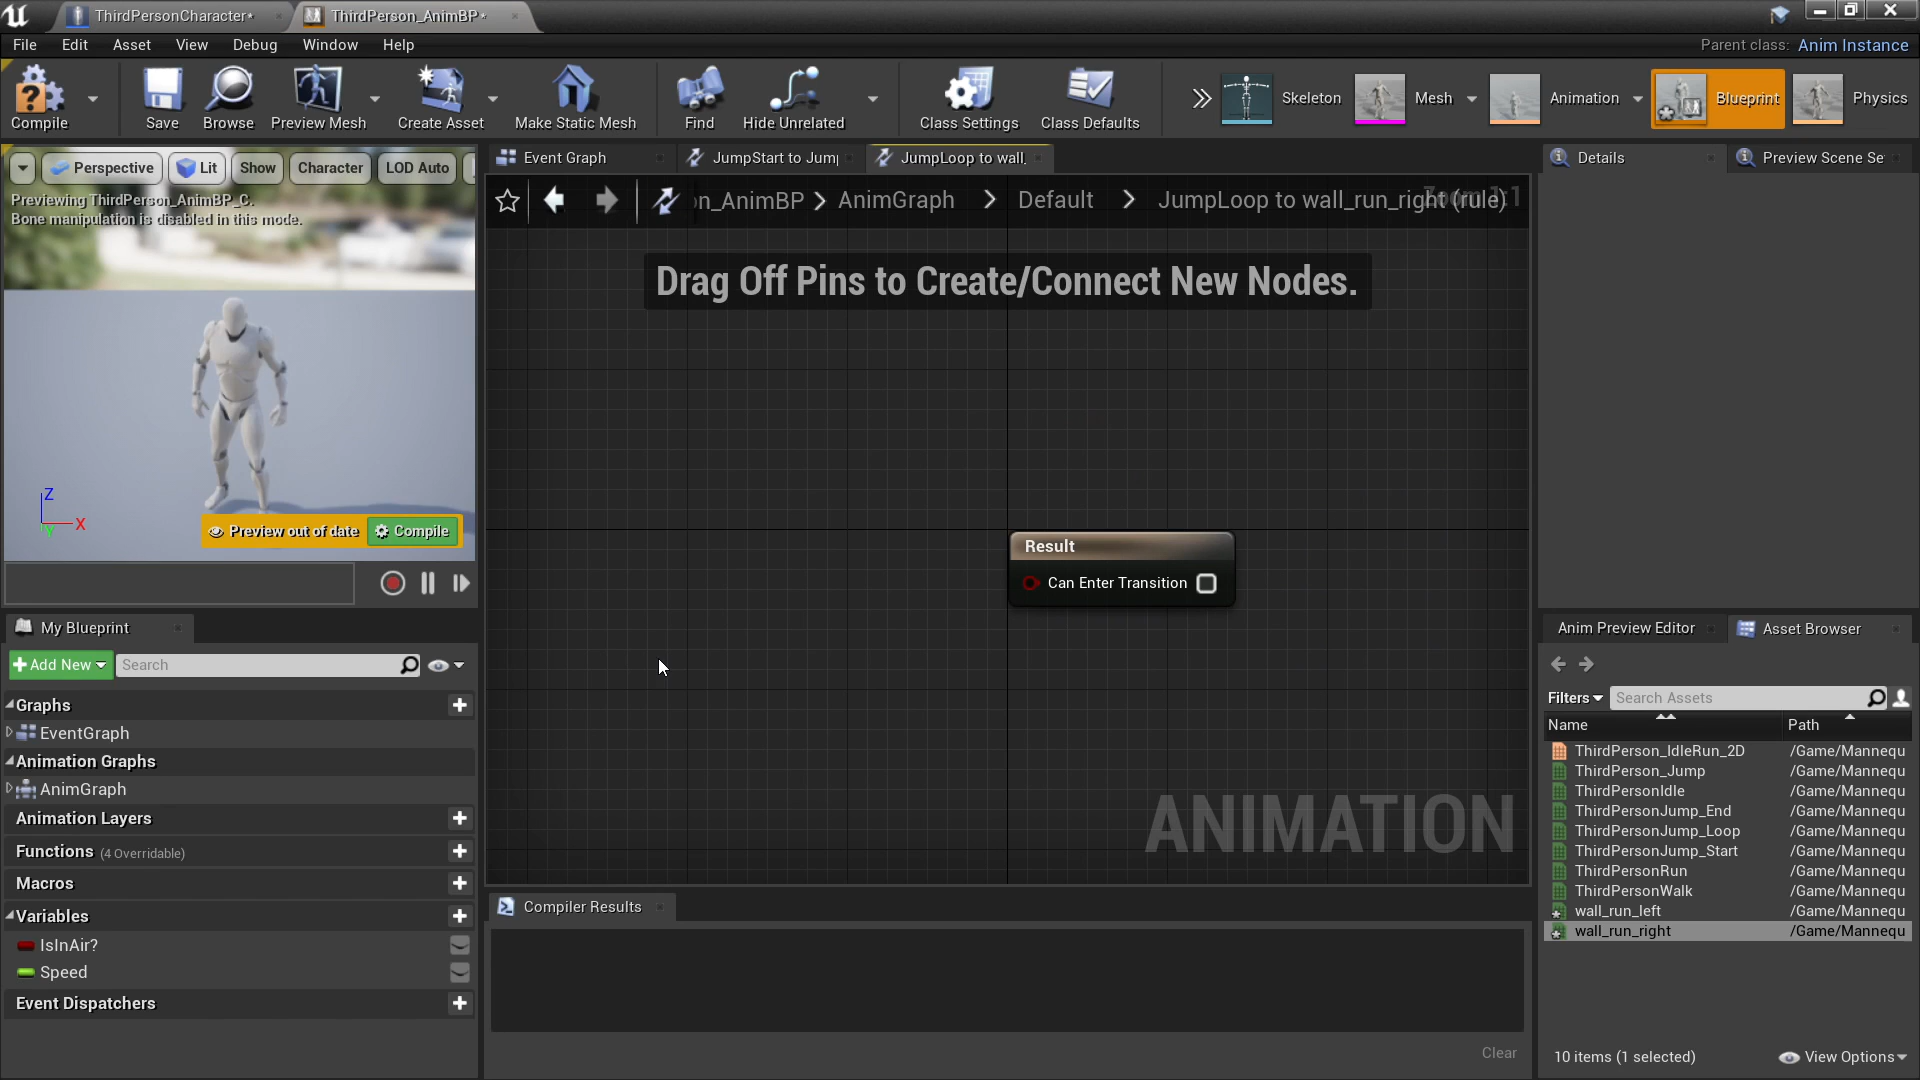 ThirdPersonCharacter*
ThirdPerson_AnimBP*
File Edit Asset View Debug Window Help
Parent class: Anim Instance
Compile Save Browse Preview Mesh Create Asset Make Static Mesh Find Hide Unrelated Class Settings Class Defaults
Skeleton Mesh Animation Blueprint Physics
Perspective Lit Show Character LOD Auto
Previewing ThirdPerson_AnimBP_C.
Bone manipulation is disabled in this mode.
Z
X
Y
Preview out of date Compile
Event Graph JumpStart to Jum JumpLoop to wall_
on_AnimBP > AnimGraph > Default > JumpLoop to wall_run_right (rule)
Zoom 1:1
Drag Off Pins to Create/Connect New Nodes.
Result
Can Enter Transition
ANIMATION
My Blueprint
Add New Search
Graphs
EventGraph
Animation Graphs
AnimGraph
Animation Layers
Functions (4 Overridable)
Macros
Variables
IsInAir?
Speed
Event Dispatchers
Compiler Results
Clear
Details Preview Scene Se
Anim Preview Editor Asset Browser
Filters Search Assets
Name Path
ThirdPerson_IdleRun_2D /Game/Mannequ
ThirdPerson_Jump /Game/Mannequ
ThirdPersonIdle /Game/Mannequ
ThirdPersonJump_End /Game/Mannequ
ThirdPersonJump_Loop /Game/Mannequ
ThirdPersonJump_Start /Game/Mannequ
ThirdPersonRun /Game/Mannequ
ThirdPersonWalk /Game/Mannequ
wall_run_left /Game/Mannequ
wall_run_right /Game/Mannequ
10 items (1 selected) View Options